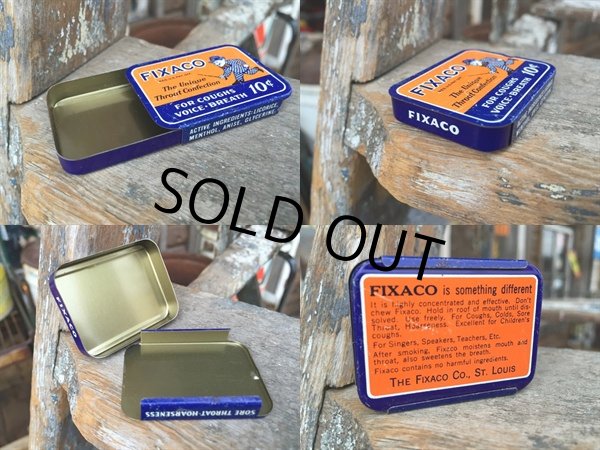 FIXACO
The Unique
Throat Confection
FOR COUGHS
VOICE·BREATH 10¢
ACTIVE INGREDIENTS-LICORICE,
MENTHOL, ANISE, GLYCERINE.
FIXACO
The Unique
Throat Confection
FOR COUGHS
VOICE·BREATH 10¢
FIXACO
SOLD OUT
FIXACO
SORE THROAT-HOARSENESS
FIXACO is something different
It is highly concentrated and effective. Don't
chew Fixaco. Hold in roof of mouth until dis-
solved. Use freely. For Coughs, Colds, Sore
Throat, Hoarseness. Excellent for Children's
coughs.
For Singers, Speakers, Teachers, Etc.
After smoking, Fixaco moistens mouth and
throat, also sweetens the breath.
Fixaco contains no harmful ingredients.
THE FIXACO CO., ST. LOUIS